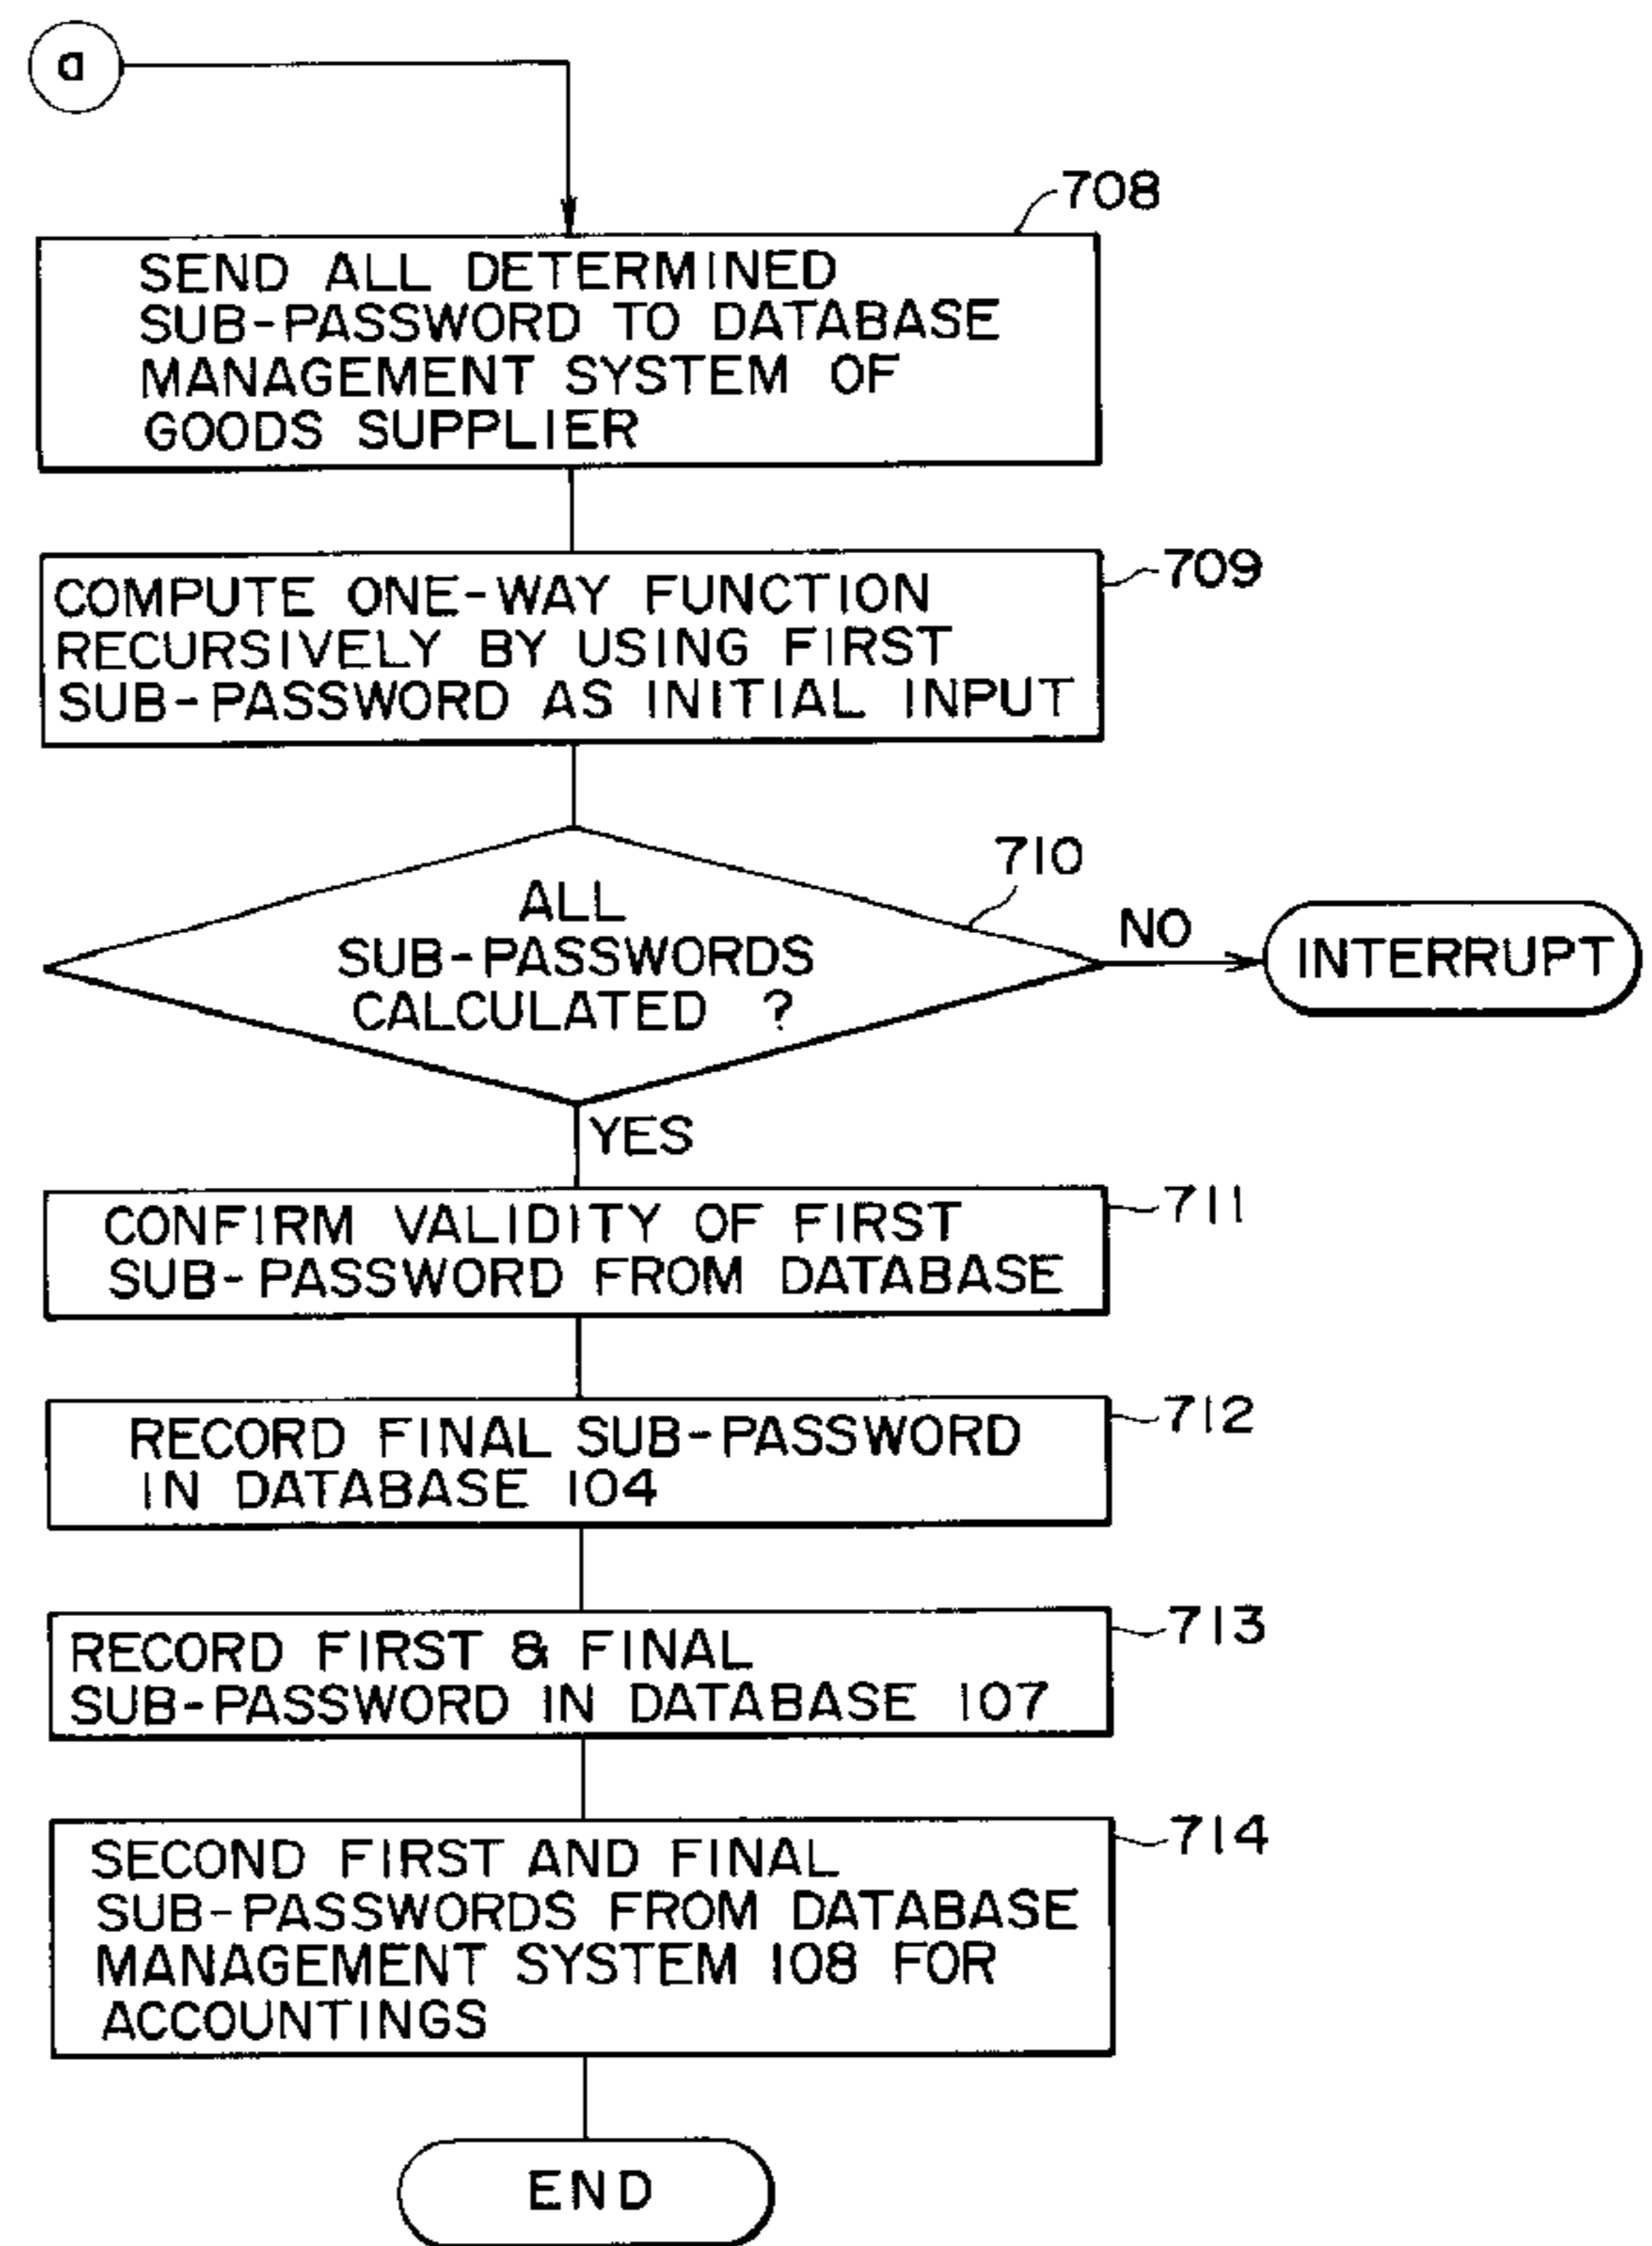 a
708
SEND ALL DETERMINED
SUB-PASSWORD TO DATABASE
MANAGEMENT SYSTEM OF
GOODS SUPPLIER
709
COMPUTE ONE-WAY FUNCTION
RECURSIVELY BY USING FIRST
SUB-PASSWORD AS INITIAL INPUT
710
ALL
SUB-PASSWORDS
CALCULATED ?
NO
INTERRUPT
YES
711
CONFIRM VALIDITY OF FIRST
SUB-PASSWORD FROM DATABASE
712
RECORD FINAL SUB-PASSWORD
IN DATABASE 104
713
RECORD FIRST & FINAL
SUB-PASSWORD IN DATABASE 107
714
SECOND FIRST AND FINAL
SUB-PASSWORDS FROM DATABASE
MANAGEMENT SYSTEM 108 FOR
ACCOUNTINGS
END